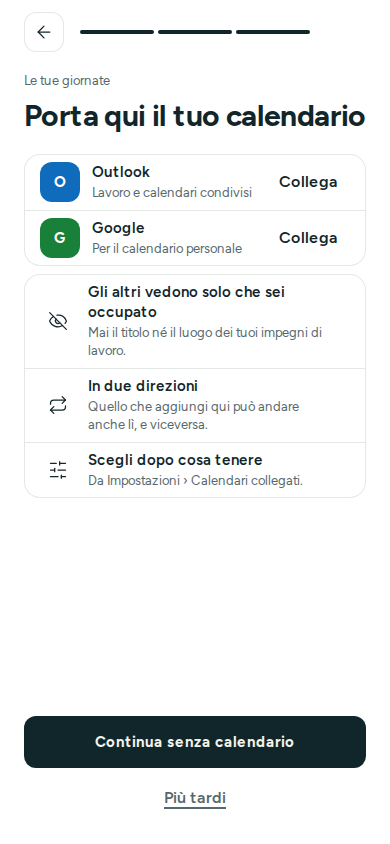 Le tue giornate
Porta qui il tuo calendario
O
Outlook
Lavoro e calendari condivisi
Collega
G
Google
Per il calendario personale
Collega
Gli altri vedono solo che sei
occupato
Mai il titolo né il luogo dei tuoi impegni di
lavoro.
In due direzioni
Quello che aggiungi qui può andare
anche lì, e viceversa.
Scegli dopo cosa tenere
Da Impostazioni › Calendari collegati.
Continua senza calendario
Più tardi